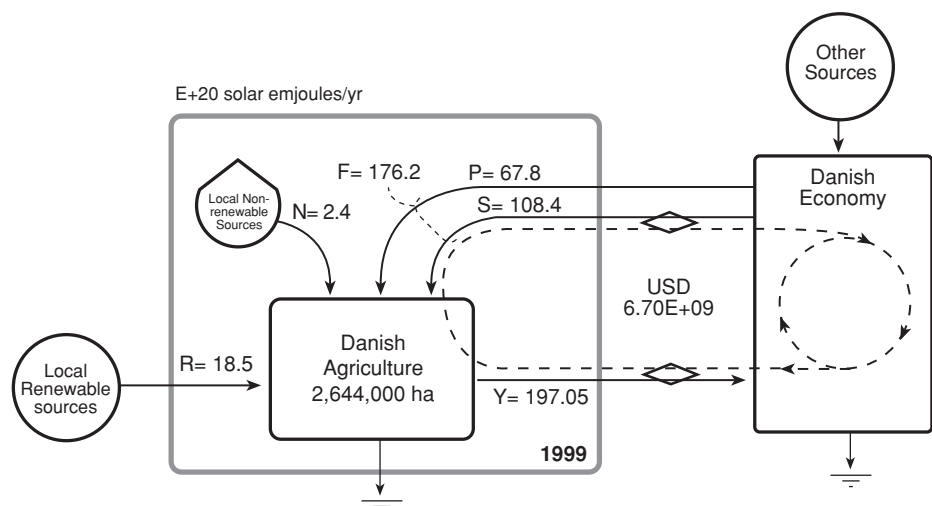 Other
Sources
E+20 solar emjoules/yr
F= 176.2
P= 67.8
Danish
Economy
Local Non-
renewable
Sources
N= 2.4
S= 108.4
USD
6.70E+09
Danish
Agriculture
2,644,000 ha
Local
Renewable
sources
R= 18.5
Y= 197.05
1999